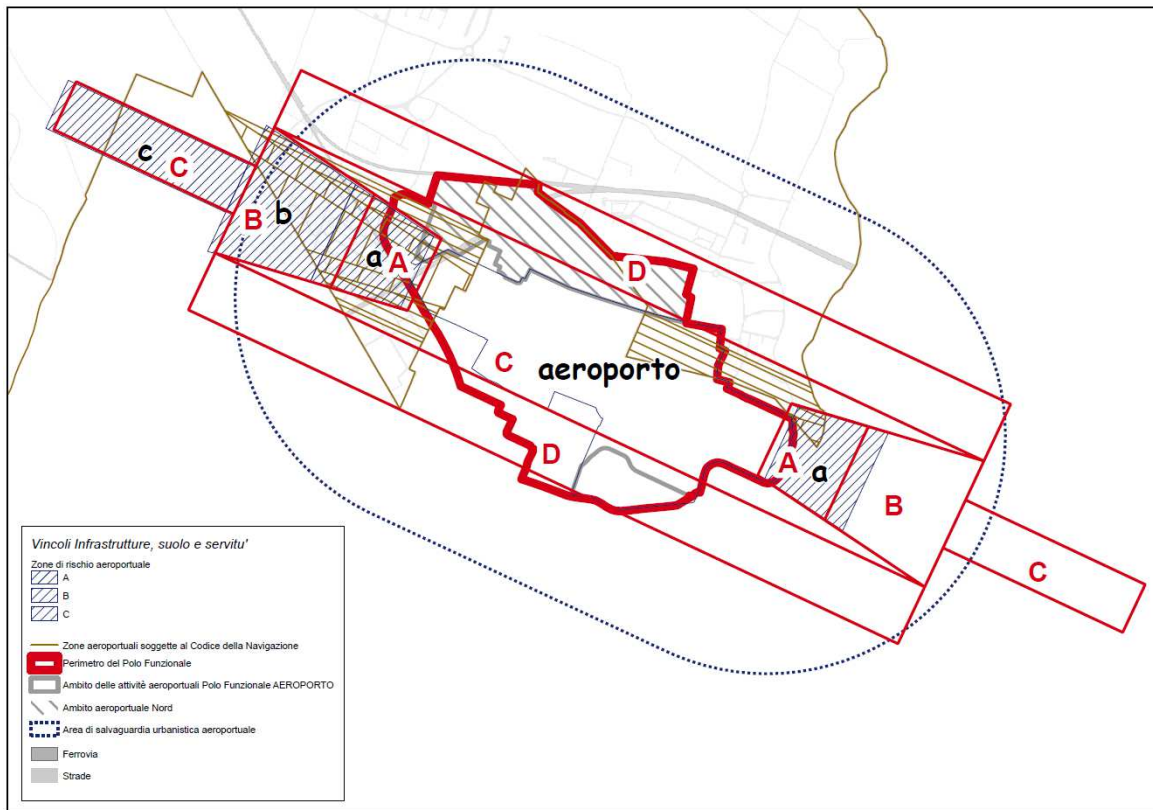 c
C
B
b
a
A
D
C
aeroporto
D
A
a
B
C
Vincoli Infrastrutture, suolo e servitu'
Zone di rischio aeroportuale
A
B
C
Zone aeroportuali soggette al Codice della Navigazione
Perimetro del Polo Funzionale
Ambito delle attività aeroportuali Polo Funzionale AEROPORTO
Ambito aeroportuale Nord
Area di salvaguardia urbanistica aeroportuale
Ferrovia
Strade